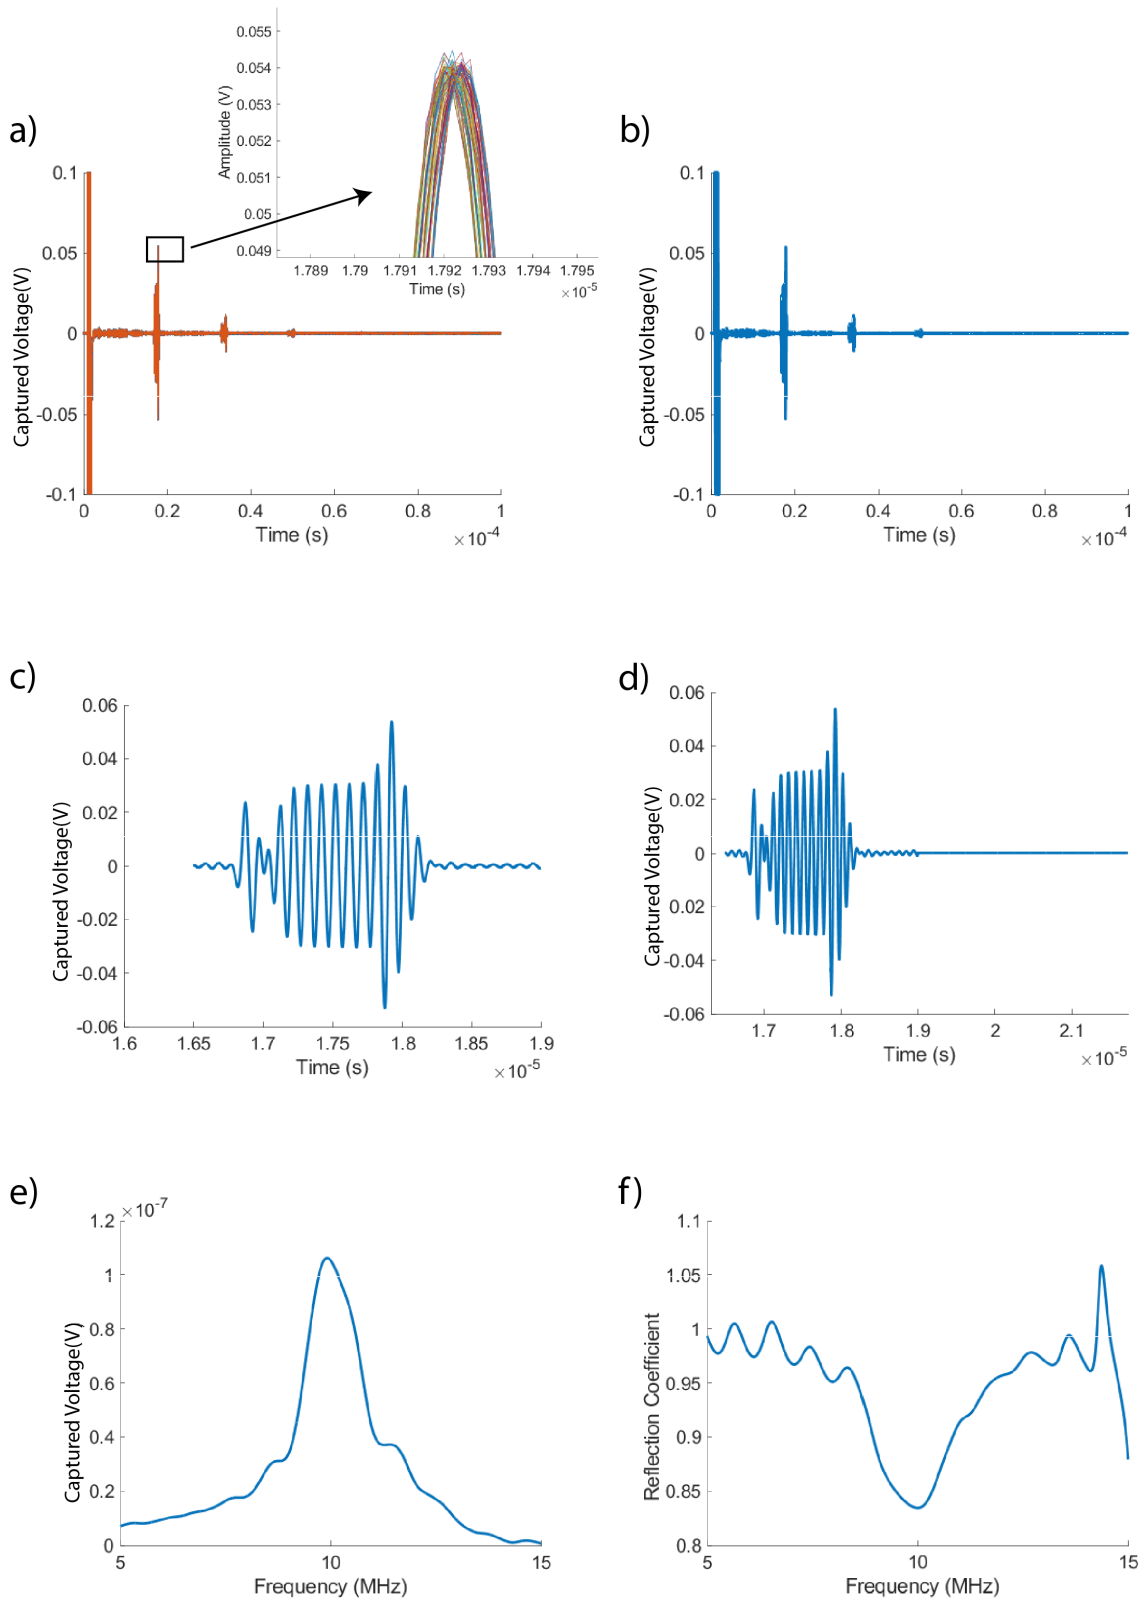 a)
0.055
0.054
0.053
0.052
0.051
0.05
0.049
Amplitude (V)
1.789 1.79 1.791 1.792 1.793 1.794 1.795
Time (s)
×10-5
0.1
0.05
0
-0.05
-0.1
Captured Voltage(V)
0 0.2 0.4 0.6 0.8 1
Time (s)
×10-4
b)
0.1
0.05
0
-0.05
-0.1
Captured Voltage(V)
0 0.2 0.4 0.6 0.8 1
Time (s)
×10-4
c)
0.06
0.04
0.02
0
-0.02
-0.04
-0.06
Captured Voltage(V)
1.6 1.65 1.7 1.75 1.8 1.85 1.9
Time (s)
×10-5
d)
0.06
0.04
0.02
0
0.02
-0.04
-0.06
Captured Voltage(V)
1.7 1.8 1.9 2 2.1
Time (s)
×10-5
e)
×10-7
1.2
1
0.8
0.6
0.4
0.2
0
Captured Voltage(V)
5 10 15
Frequency (MHz)
f)
1.1
1.05
1
0.95
0.9
0.85
0.8
Reflection Coefficient
5 10 15
Frequency (MHz)